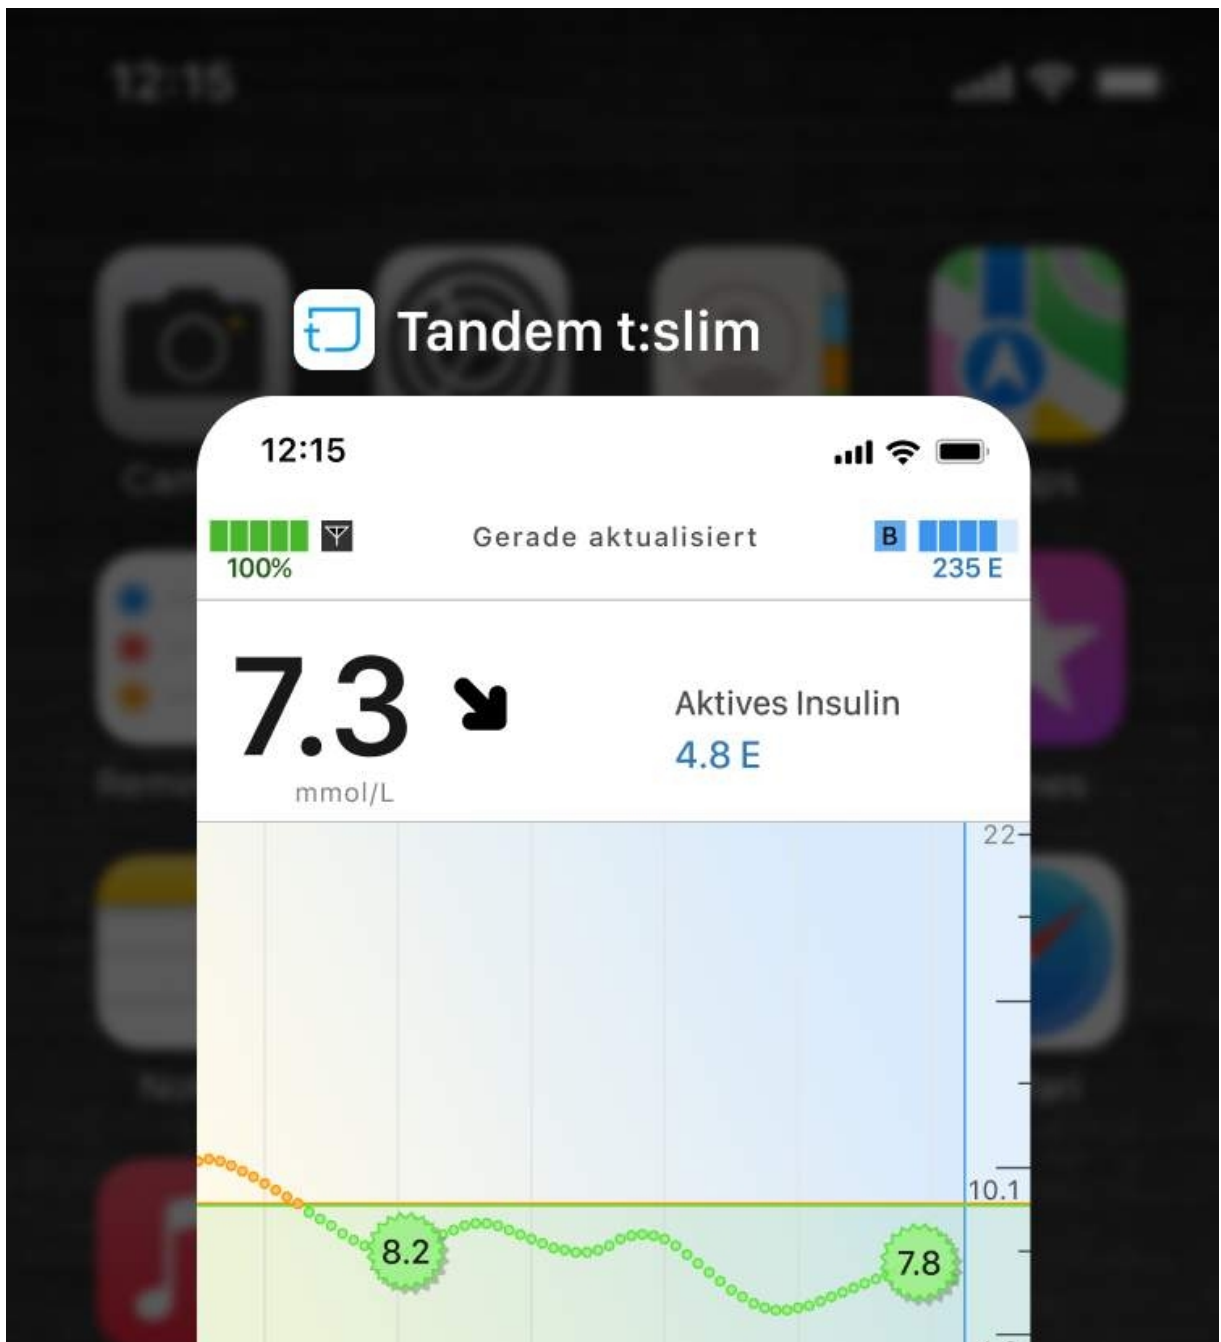 12:15
Tandem t:slim
12:15
Gerade aktualisiert
B
100%
235 E
7.3
mmol/L
Aktives Insulin
4.8 E
22
10.1
8.2
7.8